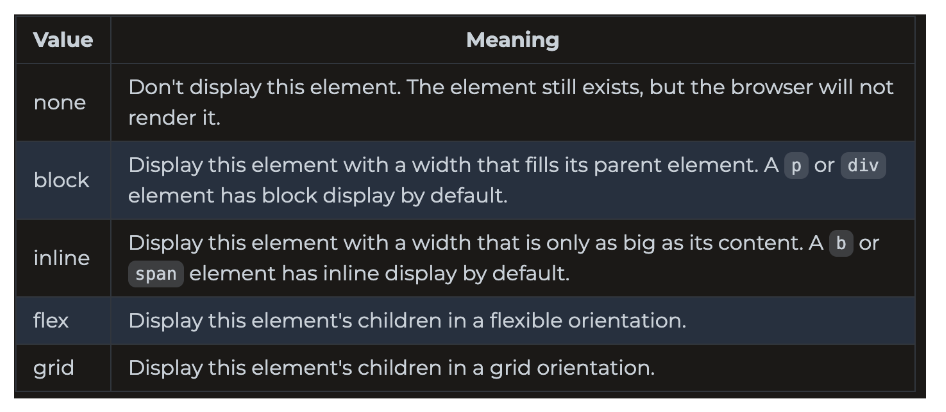 Value Meaning
none Don't display this element. The element still exists, but the browser will not
render it.
block Display this element with a width that fills its parent element. A p or div
element has block display by default.
inline Display this element with a width that is only as big as its content. A b or
span element has inline display by default.
flex Display this element's children in a flexible orientation.
grid Display this element's children in a grid orientation.